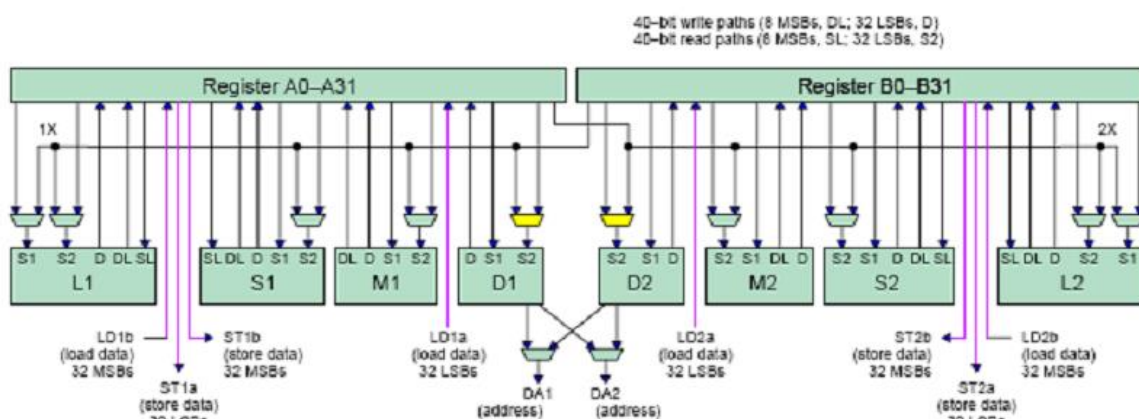 40-bit write paths (8 MSBs, DL; 32 LSBs, D)
40-bit read paths (8 MSBs, SL; 32 LSBs, S2)
Register A0–A31
Register B0–B31
1X
2X
S1 S2 D DL SL
L1
SL DL D S1 S2
S1
DL D S1 S2
M1
D S1 S2
D1
S2 S1 D
D2
S2 S1 DL D
M2
S2 S1 D DL SL
S2
SL DL D S2 S1
L2
LD1b
(load data)
32 MSBs
ST1b
(store data)
32 MSBs
ST1a
(store data)
32 LSBs
LD1a
(load data)
32 LSBs
DA1
(address)
DA2
(address)
LD2a
(load data)
32 LSBs
ST2b
(store data)
32 MSBs
LD2b
(load data)
32 MSBs
ST2a
(store data)
32 LSBs